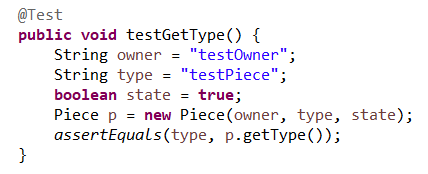 @Test
public void testGetType() {
    String owner = "testOwner";
    String type = "testPiece";
    boolean state = true;
    Piece p = new Piece(owner, type, state);
    assertEquals(type, p.getType());
}